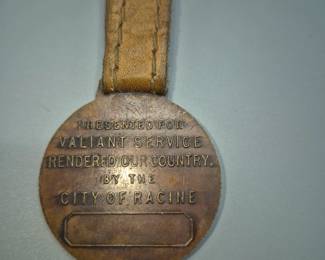 PRESENTED FOR
VALIANT SERVICE
RENDERED OUR COUNTRY.
BY THE
CITY OF RACINE